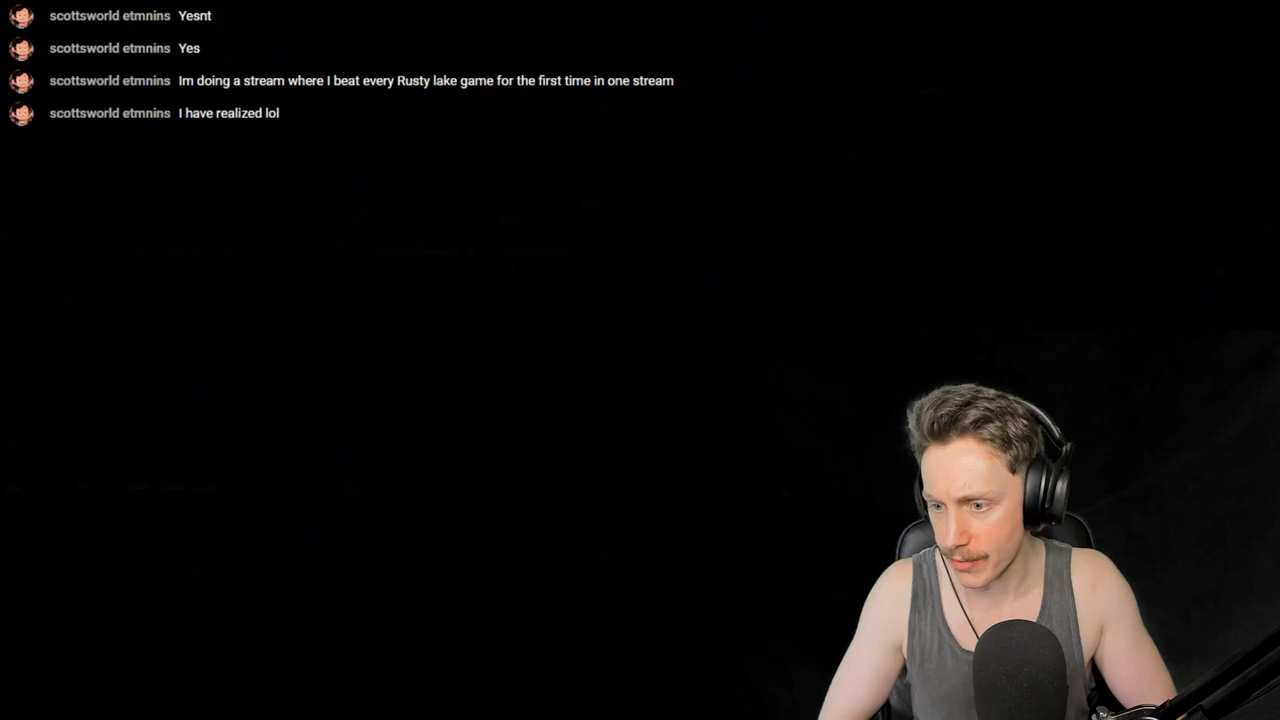 scottsworld etmnins Yesnt
scottsworld etmnins Yes
scottsworld etmnins Im doing a stream where I beat every Rusty lake game for the first time in one stream
scottsworld etmnins I have realized lol